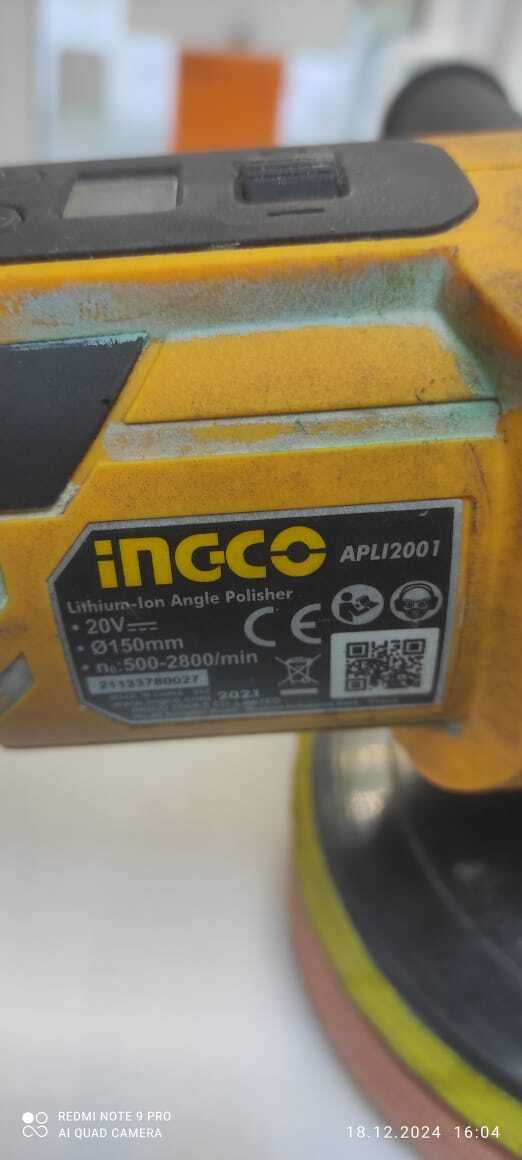 INGCO APLI2001
Lithium-Ion Angle Polisher
• 20V⎓
• Ø150mm
• n₀:500-2800/min
CE
21133780027
2021
REDMI NOTE 9 PRO
AI QUAD CAMERA
18.12.2024 16:04